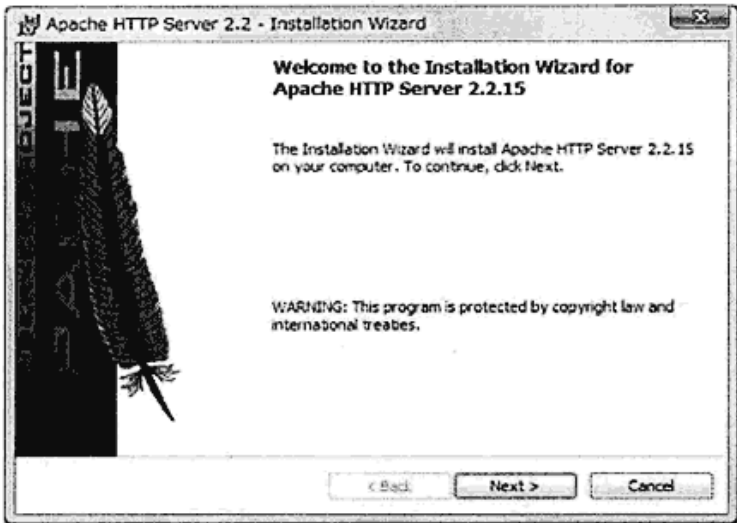 Apache HTTP Server 2.2 - Installation Wizard
Welcome to the Installation Wizard for
Apache HTTP Server 2.2.15
The Installation Wizard will install Apache HTTP Server 2.2.15
on your computer. To continue, click Next.
WARNING: This program is protected by copyright law and
international treaties.
< Back
Next >
Cancel